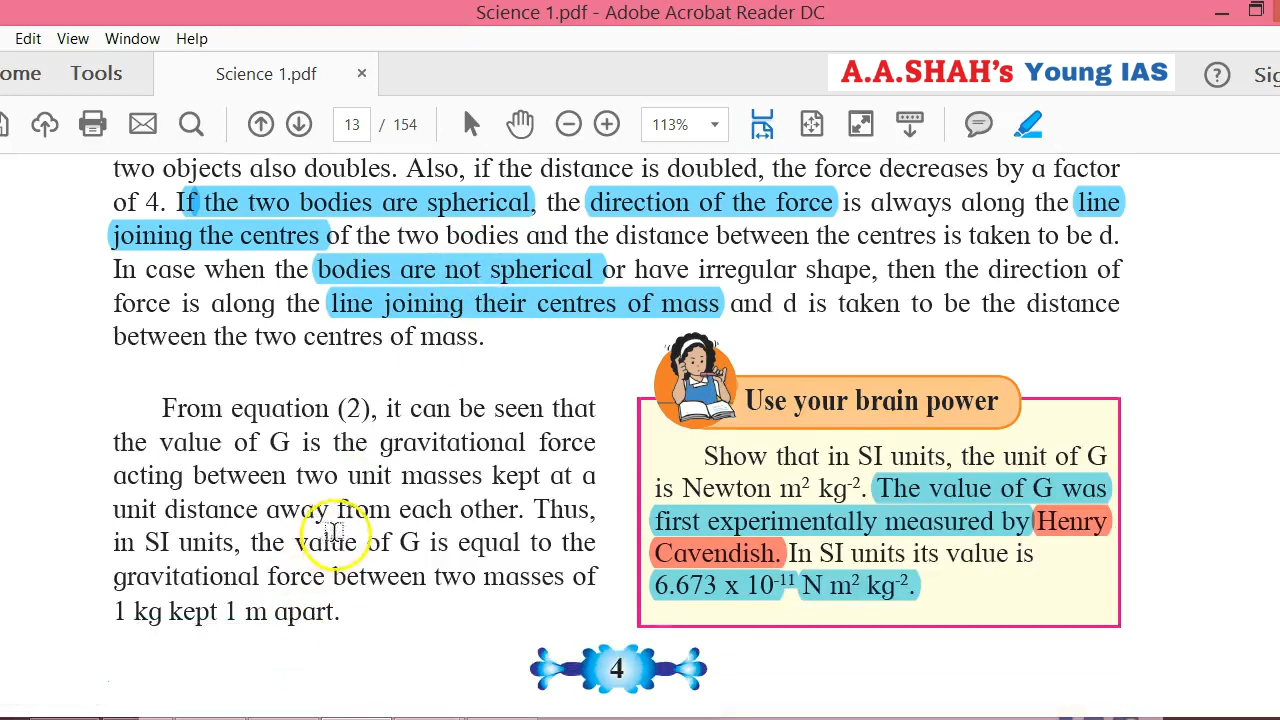 Science 1.pdf - Adobe Acrobat Reader DC
Edit View Window Help
ome Tools Science 1.pdf × A.A.SHAH's Young IAS ? Sig
13 / 154 113%
two objects also doubles. Also, if the distance is doubled, the force decreases by a factor
of 4. If the two bodies are spherical, the direction of the force is always along the line
joining the centres of the two bodies and the distance between the centres is taken to be d.
In case when the bodies are not spherical or have irregular shape, then the direction of
force is along the line joining their centres of mass and d is taken to be the distance
between the two centres of mass.
From equation (2), it can be seen that
the value of G is the gravitational force
acting between two unit masses kept at a
unit distance away from each other. Thus,
in SI units, the value of G is equal to the
gravitational force between two masses of
1 kg kept 1 m apart.
Use your brain power
Show that in SI units, the unit of G
is Newton m² kg⁻². The value of G was
first experimentally measured by Henry
Cavendish. In SI units its value is
6.673 x 10⁻¹¹ N m² kg⁻².
4